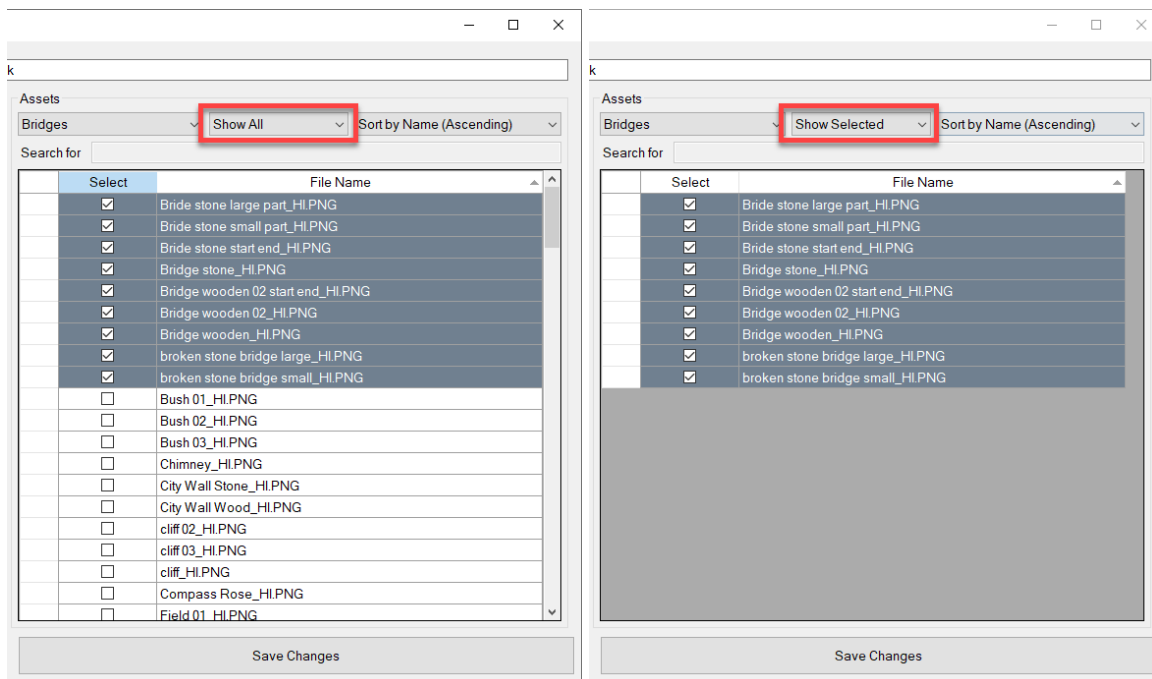 k
Assets
Bridges Show All Sort by Name (Ascending)
Search for
Select File Name
Bride stone large part_HI.PNG
Bride stone small part_HI.PNG
Bride stone start end_HI.PNG
Bridge stone_HI.PNG
Bridge wooden 02 start end_HI.PNG
Bridge wooden 02_HI.PNG
Bridge wooden_HI.PNG
broken stone bridge large_HI.PNG
broken stone bridge small_HI.PNG
Bush 01_HI.PNG
Bush 02_HI.PNG
Bush 03_HI.PNG
Chimney_HI.PNG
City Wall Stone_HI.PNG
City Wall Wood_HI.PNG
cliff 02_HI.PNG
cliff 03_HI.PNG
cliff_HI.PNG
Compass Rose_HI.PNG
Field 01_HI.PNG
Save Changes
k
Assets
Bridges Show Selected Sort by Name (Ascending)
Search for
Select File Name
Bride stone large part_HI.PNG
Bride stone small part_HI.PNG
Bride stone start end_HI.PNG
Bridge stone_HI.PNG
Bridge wooden 02 start end_HI.PNG
Bridge wooden 02_HI.PNG
Bridge wooden_HI.PNG
broken stone bridge large_HI.PNG
broken stone bridge small_HI.PNG
Save Changes